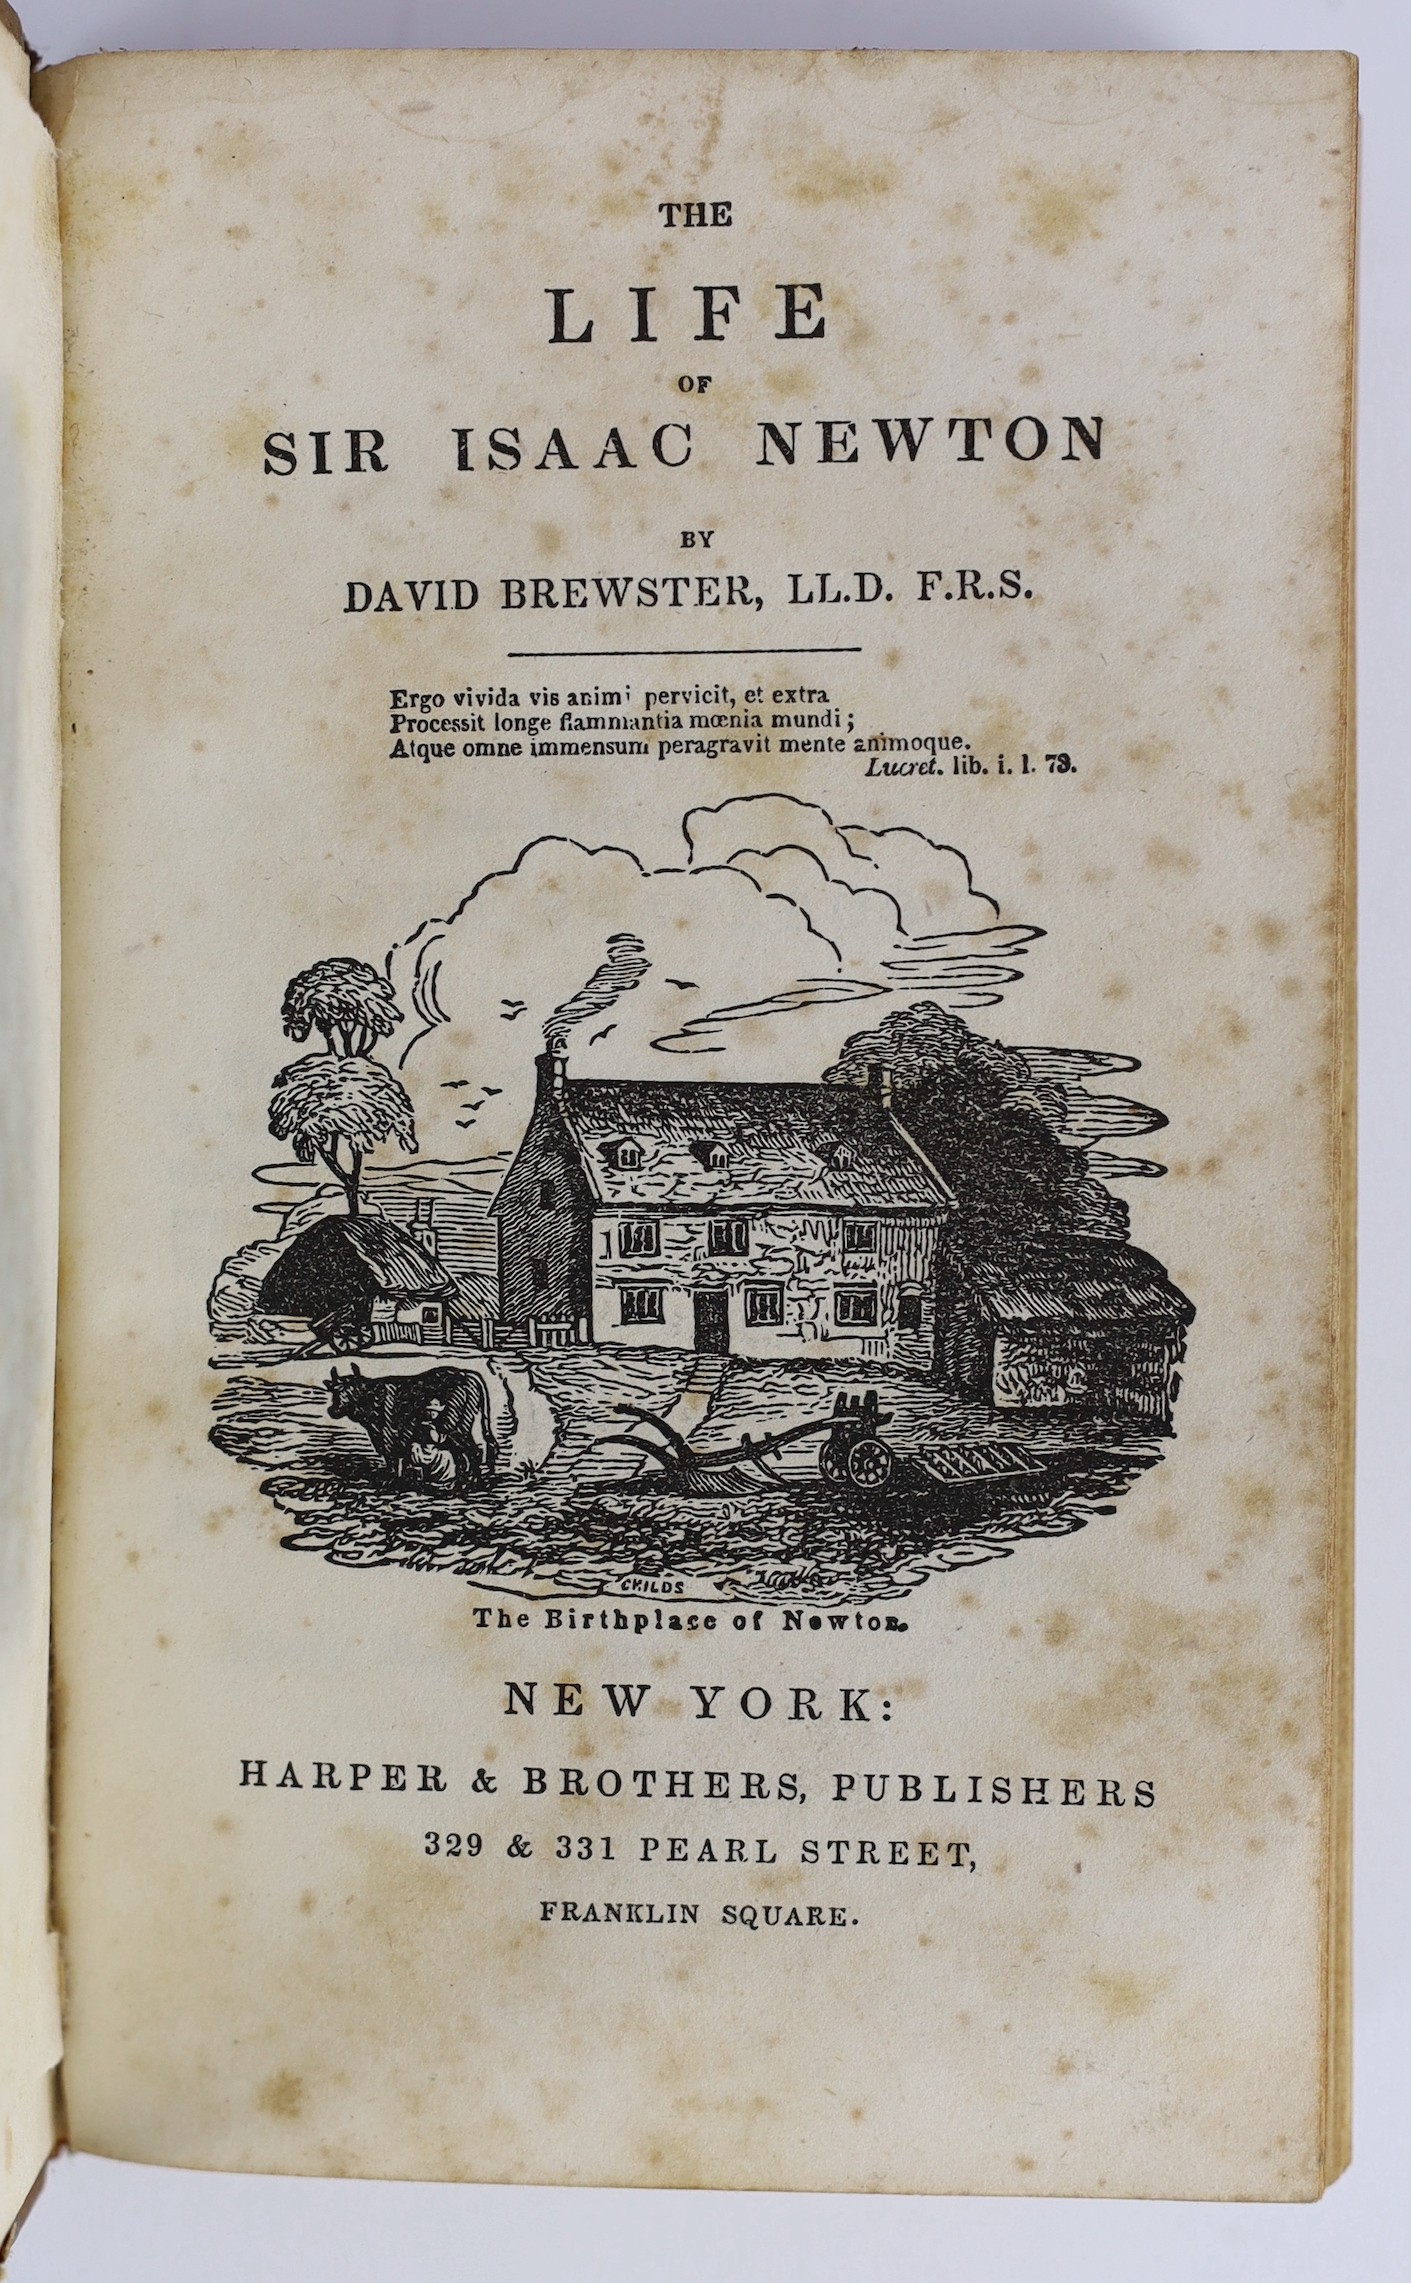 THE
LIFE
OF
SIR ISAAC NEWTON
BY
DAVID BREWSTER, LL.D. F.R.S.
Ergo vivida vis animi pervicit, et extra
Processit longe flammantia mœnia mundi;
Atque omne immensum peragravit mente animoque.
Lucret. lib. i. l. 73.
CHILDS
The Birthplace of Newton.
NEW YORK:
HARPER & BROTHERS, PUBLISHERS
329 & 331 PEARL STREET,
FRANKLIN SQUARE.